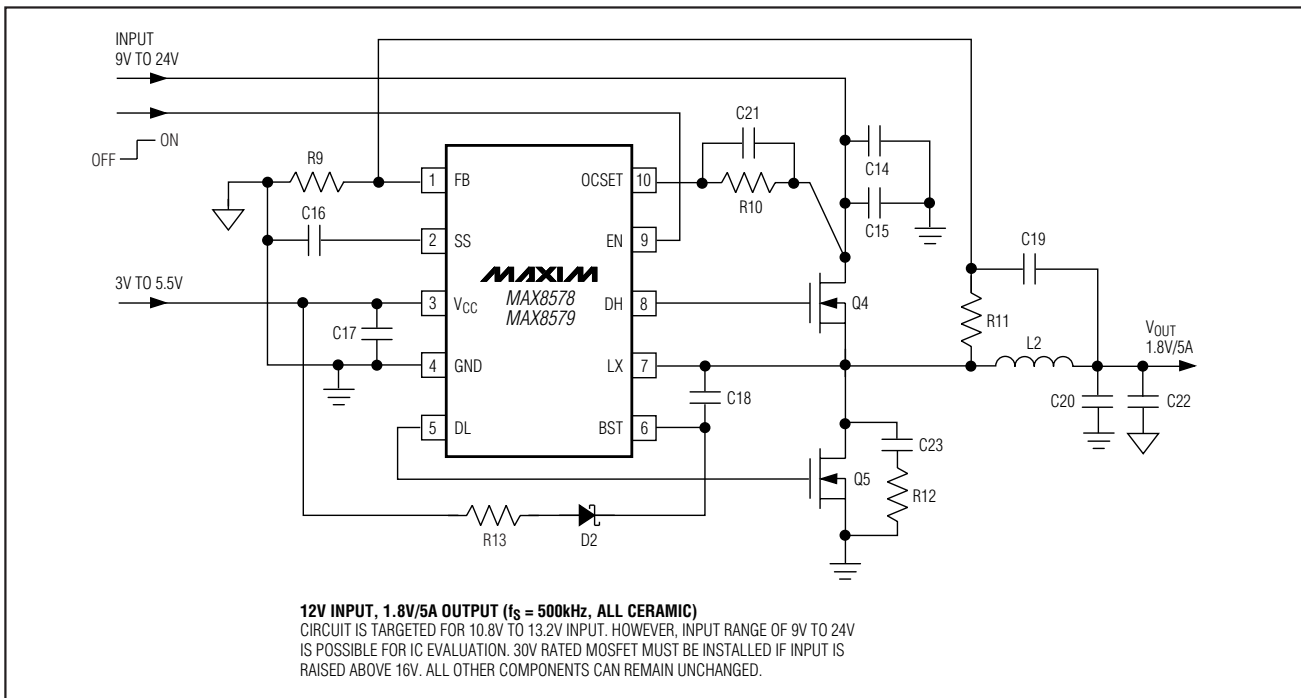 INPUT
9V TO 24V
ON
OFF
R9
C16
3V TO 5.5V
C17
1 FB
2 SS
3 VCC
4 GND
5 DL
MAXIM
MAX8578
MAX8579
OCSET 10
EN 9
DH 8
LX 7
BST 6
C21
R10
C14
C15
Q4
C19
R11
L2
VOUT
1.8V/5A
C18
C20
C22
C23
Q5
R12
R13
D2
12V INPUT, 1.8V/5A OUTPUT (fS = 500kHz, ALL CERAMIC)
CIRCUIT IS TARGETED FOR 10.8V TO 13.2V INPUT. HOWEVER, INPUT RANGE OF 9V TO 24V
IS POSSIBLE FOR IC EVALUATION. 30V RATED MOSFET MUST BE INSTALLED IF INPUT IS
RAISED ABOVE 16V. ALL OTHER COMPONENTS CAN REMAIN UNCHANGED.